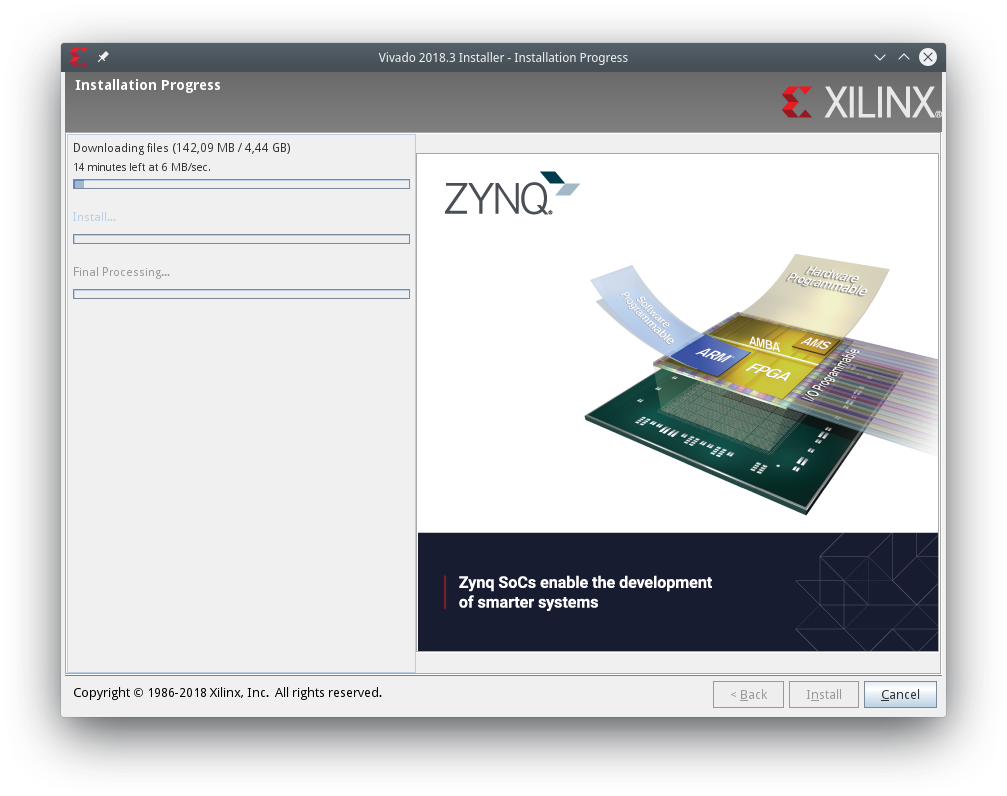 Vivado 2018.3 Installer - Installation Progress
Installation Progress
XILINX®
Downloading files (142,09 MB / 4,44 GB)
14 minutes left at 6 MB/sec.
Install...
Final Processing...
ZYNQ®
Hardware
Programmable
Software
Programmable
AMBA
AMS
ARM™
FPGA
I/O Programmable
Zynq SoCs enable the development
of smarter systems
Copyright © 1986-2018 Xilinx, Inc. All rights reserved.
< Back
Install
Cancel